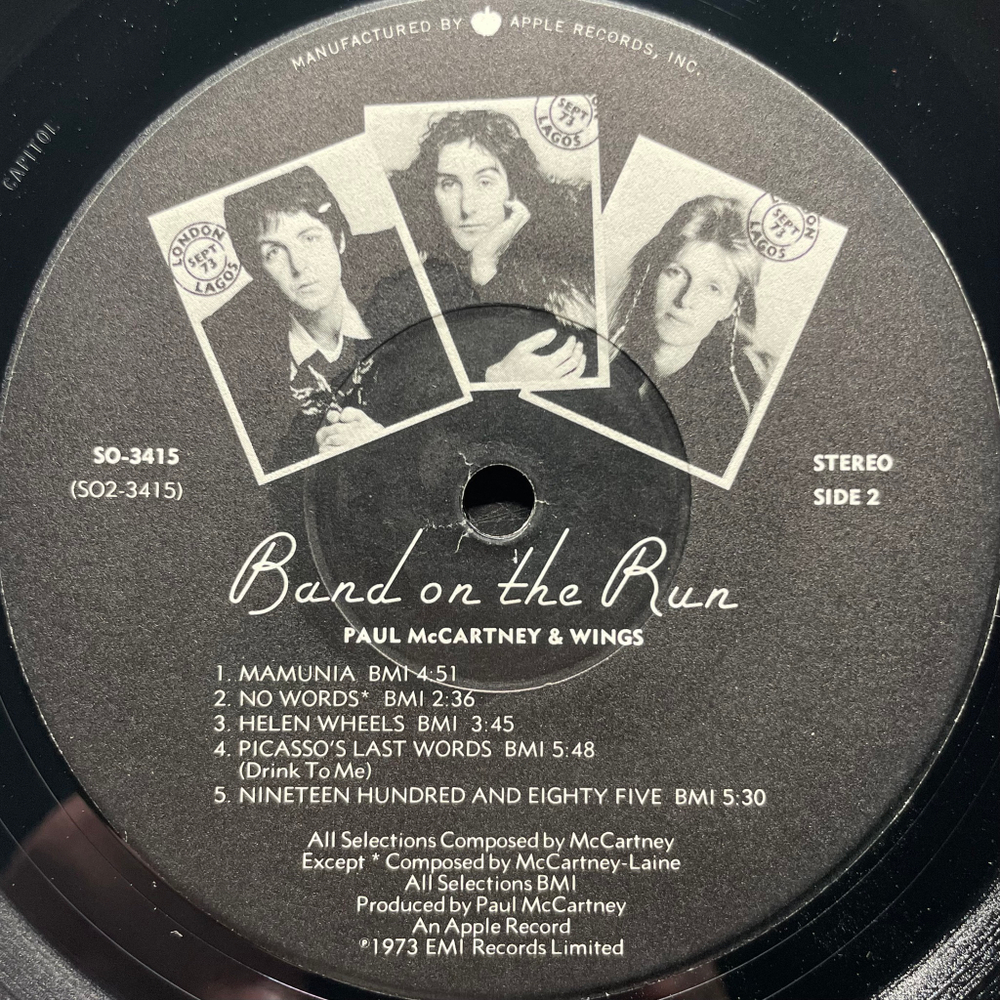 MANUFACTURED BY APPLE RECORDS, INC.
CAPITOL
LONDON
SEPT
73
LAGOS
SEPT
73
LAGOS
ON
SEPT
73
LAGOS
SO-3415
(SO2-3415)
STEREO
SIDE 2
Band on the Run
PAUL McCARTNEY & WINGS
1. MAMUNIA BMI 4:51
2. NO WORDS* BMI 2:36
3. HELEN WHEELS BMI 3:45
4. PICASSO'S LAST WORDS BMI 5:48
(Drink To Me)
5. NINETEEN HUNDRED AND EIGHTY FIVE BMI 5:30
All Selections Composed by McCartney
Except * Composed by McCartney-Laine
All Selections BMI
Produced by Paul McCartney
An Apple Record
℗1973 EMI Records Limited